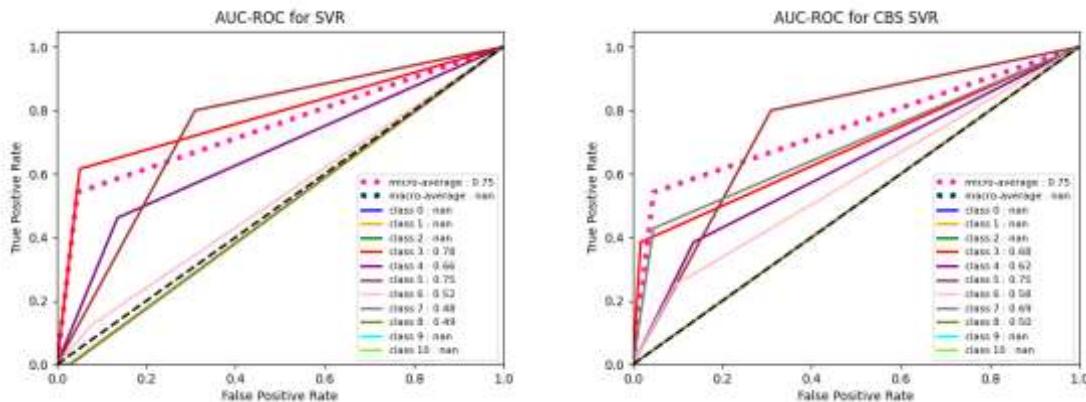 AUC-ROC for SVR
1.0
0.8
0.6
0.4
0.2
0.0
True Positive Rate
0.0 0.2 0.4 0.6 0.8 1.0
False Positive Rate
micro-average : 0.75
macro-average : nan
class 0 : nan
class 1 : nan
class 2 : nan
class 3 : 0.78
class 4 : 0.66
class 5 : 0.75
class 6 : 0.52
class 7 : 0.48
class 8 : 0.49
class 9 : nan
class 10 : nan
AUC-ROC for CBS SVR
1.0
0.8
0.6
0.4
0.2
0.0
True Positive Rate
0.0 0.2 0.4 0.6 0.8 1.0
False Positive Rate
micro-average : 0.75
macro-average : nan
class 0 : nan
class 1 : nan
class 2 : nan
class 3 : 0.68
class 4 : 0.62
class 5 : 0.75
class 6 : 0.58
class 7 : 0.69
class 8 : 0.50
class 9 : nan
class 10 : nan